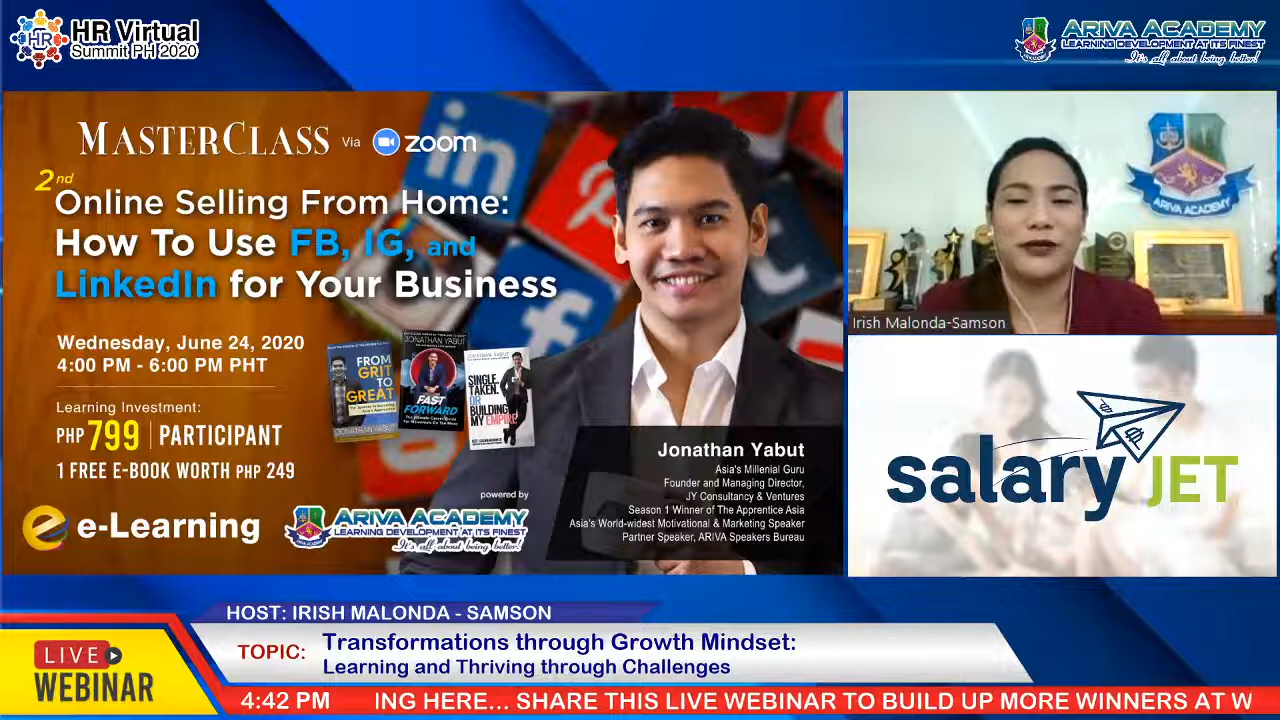 HR Virtual
Summit PH 2020
HR
ARIVA ACADEMY
LEARNING DEVELOPMENT AT ITS FINEST
It's all about being better!
MASTERCLASS Via zoom
2nd
Online Selling From Home:
How To Use FB, IG, and
LinkedIn for Your Business
Wednesday, June 24, 2020
4:00 PM - 6:00 PM PHT
Learning Investment:
PHP 799 | PARTICIPANT
1 FREE E-BOOK WORTH PHP 249
e-Learning
powered by
ARIVA ACADEMY
LEARNING DEVELOPMENT AT ITS FINEST
It's all about being better!
FROM
GRIT
TO
GREAT
JONATHAN YABUT
JONATHAN YABUT
FAST
FORWARD
JONATHAN YABUT
SINGLE,
TAKEN,
OR
BUILDING
MY EMPIRE
in
f
Jonathan Yabut
Asia's Millenial Guru
Founder and Managing Director,
JY Consultancy & Ventures
Season 1 Winner of The Apprentice Asia
Asia's World-widest Motivational & Marketing Speaker
Partner Speaker, ARIVA Speakers Bureau
ARIVA ACADEMY
Irish Malonda-Samson
salary JET
HOST: IRISH MALONDA - SAMSON
LIVE
WEBINAR
TOPIC: Transformations through Growth Mindset:
Learning and Thriving through Challenges
4:42 PM ING HERE... SHARE THIS LIVE WEBINAR TO BUILD UP MORE WINNERS AT W